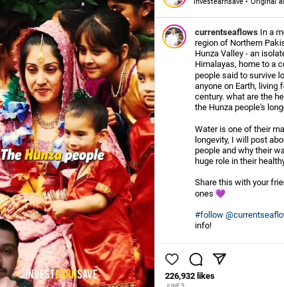 investearnsave • Original a
currentseaflows In a m
region of Northern Pakis
Hunza Valley - an isolate
Himalayas, home to a c
people said to survive lo
anyone on Earth, living f
century. what are the he
the Hunza people's long
Water is one of their ma
longevity, I will post abo
people and why their wa
huge role in their healthy
Share this with your frie
ones 💜
#follow @currentseaflo
info!
The Hunza people
INVESTEARNSAVE
226,932 likes
JUNE 5